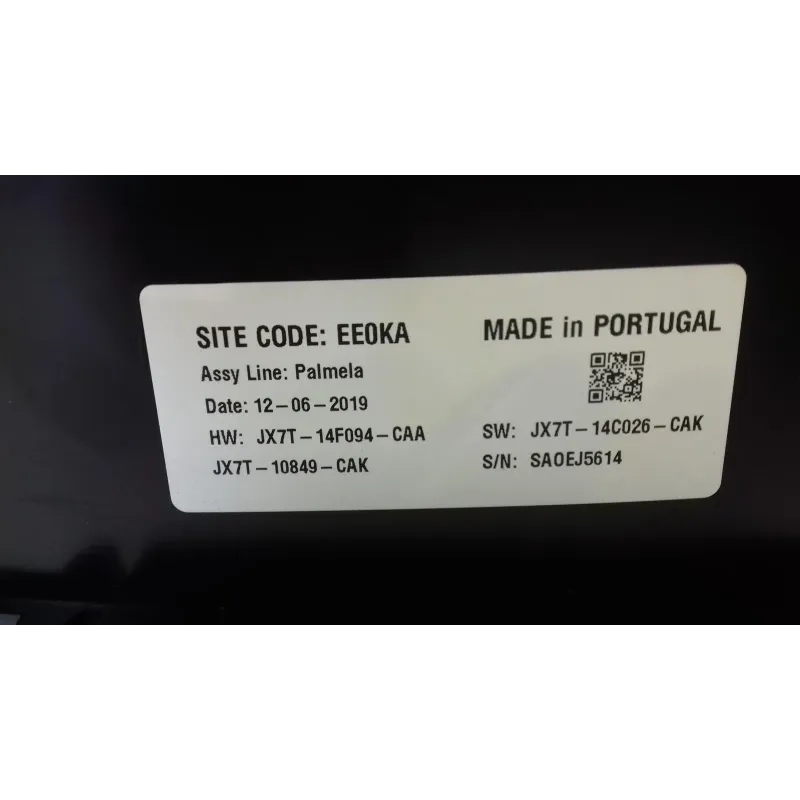 SITE CODE: EE0KA
MADE in PORTUGAL
Assy Line: Palmela
Date: 12-06-2019
HW: JX7T-14F094-CAA
SW: JX7T-14C026-CAK
JX7T-10849-CAK
S/N: SA0EJ5614